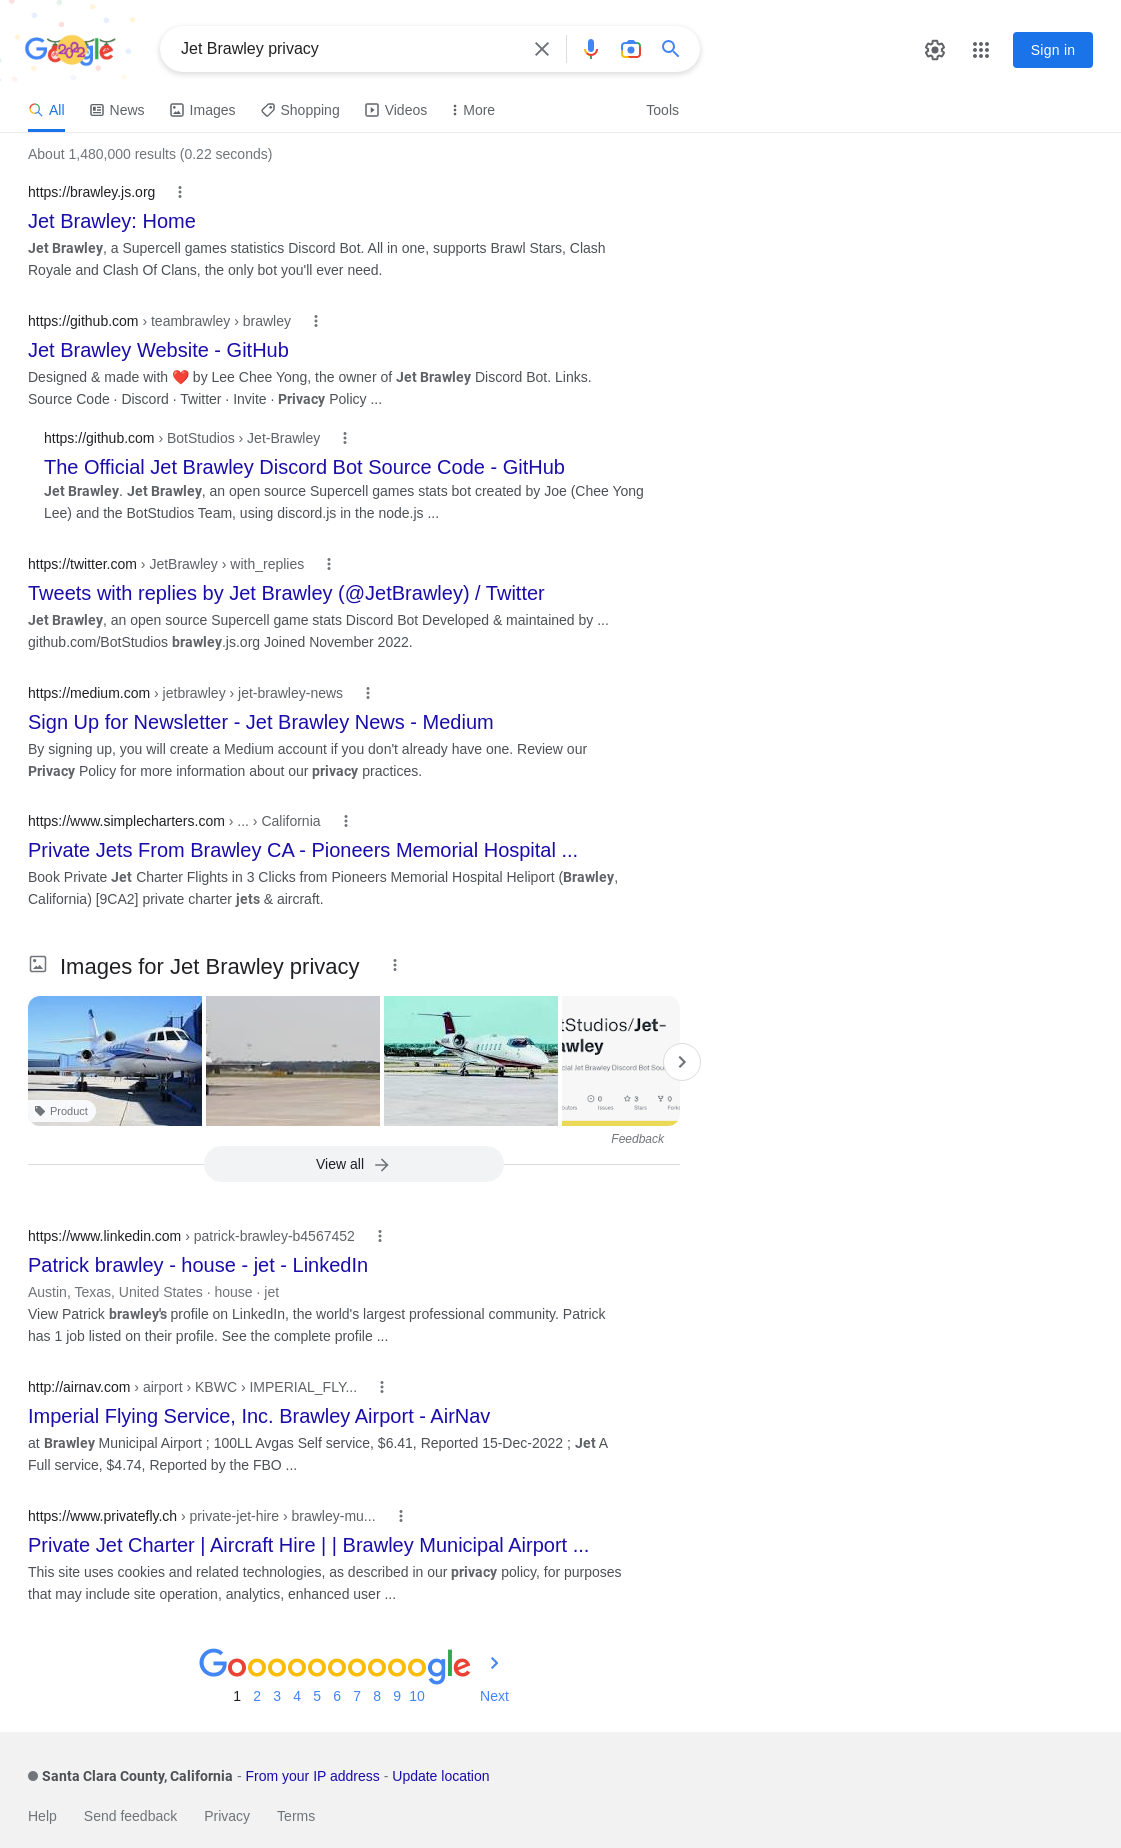 Google
Jet Brawley privacy
Sign in
All
News
Images
Shopping
Videos
More
Tools
About 1,480,000 results (0.22 seconds)
https://brawley.js.org
Jet Brawley: Home
Jet Brawley, a Supercell games statistics Discord Bot. All in one, supports Brawl Stars, Clash
Royale and Clash Of Clans, the only bot you'll ever need.
https://github.com › teambrawley › brawley
Jet Brawley Website - GitHub
Designed & made with ❤️ by Lee Chee Yong, the owner of Jet Brawley Discord Bot. Links.
Source Code · Discord · Twitter · Invite · Privacy Policy ...
https://github.com › BotStudios › Jet-Brawley
The Official Jet Brawley Discord Bot Source Code - GitHub
Jet Brawley. Jet Brawley, an open source Supercell games stats bot created by Joe (Chee Yong
Lee) and the BotStudios Team, using discord.js in the node.js ...
https://twitter.com › JetBrawley › with_replies
Tweets with replies by Jet Brawley (@JetBrawley) / Twitter
Jet Brawley, an open source Supercell game stats Discord Bot Developed & maintained by ...
github.com/BotStudios brawley.js.org Joined November 2022.
https://medium.com › jetbrawley › jet-brawley-news
Sign Up for Newsletter - Jet Brawley News - Medium
By signing up, you will create a Medium account if you don't already have one. Review our
Privacy Policy for more information about our privacy practices.
https://www.simplecharters.com › ... › California
Private Jets From Brawley CA - Pioneers Memorial Hospital ...
Book Private Jet Charter Flights in 3 Clicks from Pioneers Memorial Hospital Heliport (Brawley,
California) [9CA2] private charter jets & aircraft.
Images for Jet Brawley privacy
Product
tStudios/Jet-
awley
cial Jet Brawley Discord Bot Sou
0
3
0
Issues
Stars
Forks
Feedback
View all
https://www.linkedin.com › patrick-brawley-b4567452
Patrick brawley - house - jet - LinkedIn
Austin, Texas, United States · house · jet
View Patrick brawley's profile on LinkedIn, the world's largest professional community. Patrick
has 1 job listed on their profile. See the complete profile ...
http://airnav.com › airport › KBWC › IMPERIAL_FLY...
Imperial Flying Service, Inc. Brawley Airport - AirNav
at Brawley Municipal Airport ; 100LL Avgas Self service, $6.41, Reported 15-Dec-2022 ; Jet A
Full service, $4.74, Reported by the FBO ...
https://www.privatefly.ch › private-jet-hire › brawley-mu...
Private Jet Charter | Aircraft Hire | | Brawley Municipal Airport ...
This site uses cookies and related technologies, as described in our privacy policy, for purposes
that may include site operation, analytics, enhanced user ...
Goooooooooogle
1 2 3 4 5 6 7 8 9 10 Next
Santa Clara County, California - From your IP address - Update location
Help
Send feedback
Privacy
Terms